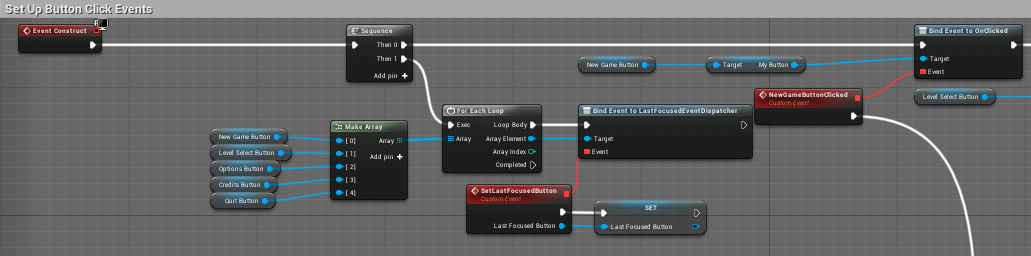 Set Up Button Click Events
Event Construct
Sequence
Then 0
Then 1
Add pin
New Game Button
Target
My Button
Bind Event to OnClicked
Target
Event
Level Select Button
NewGameButtonClicked
Custom Event
For Each Loop
Exec
Loop Body
Array
Array Element
Array Index
Completed
Bind Event to LastFocusedEventDispatcher
Target
Event
New Game Button
Level Select Button
Options Button
Credits Button
Quit Button
Make Array
[0]
Array
[1]
Add pin
[2]
[3]
[4]
SetLastFocusedButton
Custom Event
Last Focused Button
SET
Last Focused Button